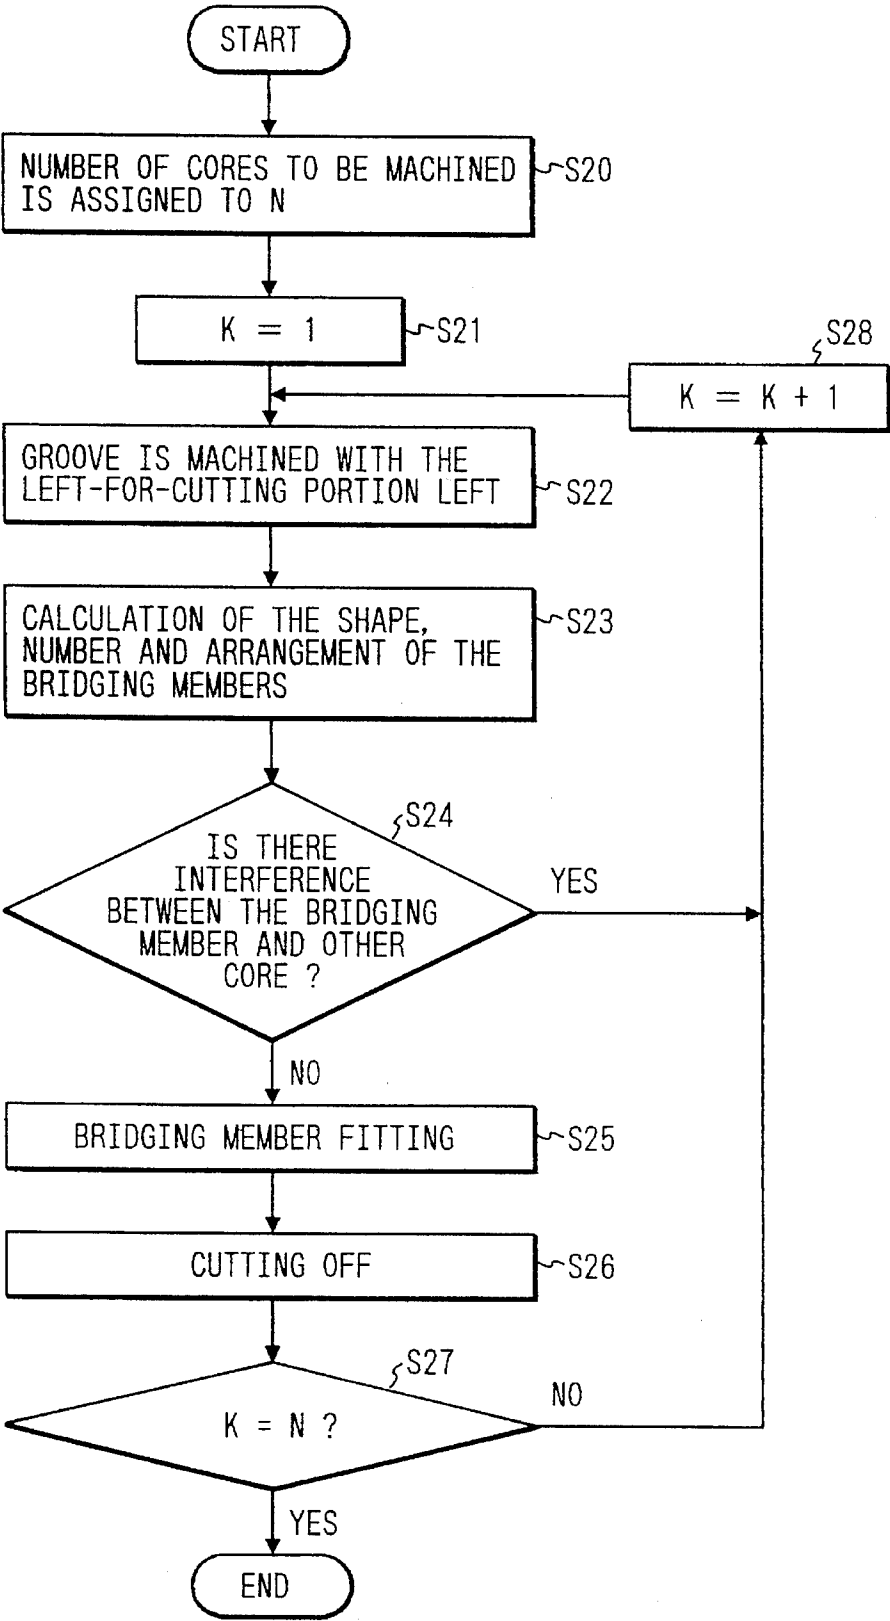 START
NUMBER OF CORES TO BE MACHINED
IS ASSIGNED TO N
S20
K = 1
S21
S28
K = K + 1
GROOVE IS MACHINED WITH THE
LEFT-FOR-CUTTING PORTION LEFT
S22
CALCULATION OF THE SHAPE,
NUMBER AND ARRANGEMENT OF THE
BRIDGING MEMBERS
S23
S24
IS THERE
INTERFERENCE
BETWEEN THE BRIDGING
MEMBER AND OTHER
CORE ?
YES
NO
BRIDGING MEMBER FITTING
S25
CUTTING OFF
S26
S27
K = N ?
NO
YES
END